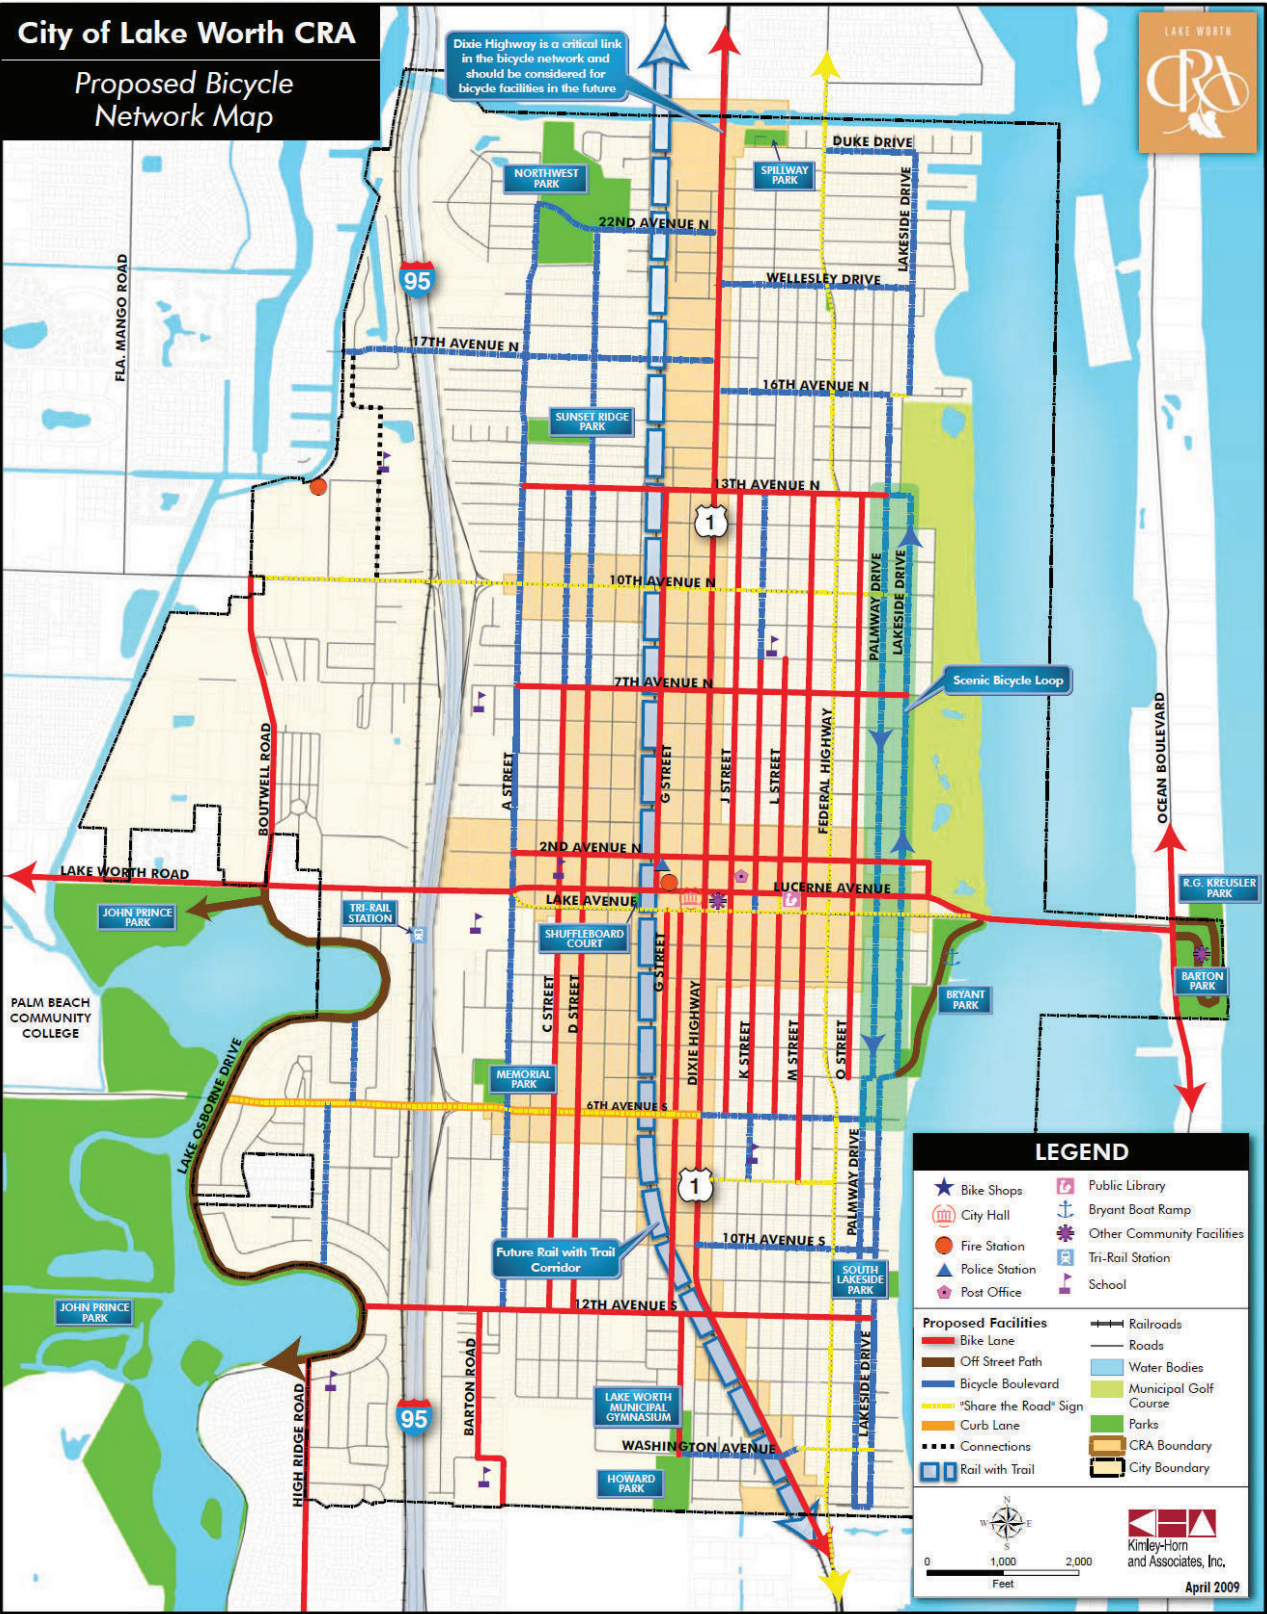 City of Lake Worth CRA
Proposed Bicycle
Network Map
Dixie Highway is a critical link
in the bicycle network and
should be considered for
bicycle facilities in the future
LAKE WORTH
CRA
DUKE DRIVE
SPILLWAY
PARK
NORTHWEST
PARK
LAKESIDE DRIVE
22ND AVENUE N
FLA. MANGO ROAD
95
WELLESLEY DRIVE
17TH AVENUE N
16TH AVENUE N
SUNSET RIDGE
PARK
13TH AVENUE N
1
10TH AVENUE N
PALMWAY DRIVE
LAKESIDE DRIVE
Scenic Bicycle Loop
7TH AVENUE N
BOUTWELL ROAD
A STREET
G STREET
J STREET
L STREET
FEDERAL HIGHWAY
OCEAN BOULEVARD
2ND AVENUE N
LAKE WORTH ROAD
LUCERNE AVENUE
R.G. KREUSLER
PARK
LAKE AVENUE
JOHN PRINCE
PARK
TRI-RAIL
STATION
SHUFFLEBOARD
COURT
G STREET
BARTON
PARK
BRYANT
PARK
PALM BEACH
COMMUNITY
COLLEGE
C STREET
D STREET
DIXIE HIGHWAY
K STREET
M STREET
O STREET
LAKE OSBORNE DRIVE
MEMORIAL
PARK
6TH AVENUE S
PALMWAY DRIVE
1
10TH AVENUE S
Future Rail with Trail
Corridor
SOUTH
LAKESIDE
PARK
JOHN PRINCE
PARK
12TH AVENUE S
BARTON ROAD
LAKESIDE DRIVE
HIGH RIDGE ROAD
95
LAKE WORTH
MUNICIPAL
GYMNASIUM
WASHINGTON AVENUE
HOWARD
PARK
LEGEND
Bike Shops
City Hall
Fire Station
Police Station
Post Office
Public Library
Bryant Boat Ramp
Other Community Facilities
Tri-Rail Station
School
Proposed Facilities
Bike Lane
Off Street Path
Bicycle Boulevard
"Share the Road" Sign
Curb Lane
Connections
Rail with Trail
Railroads
Roads
Water Bodies
Municipal Golf
Course
Parks
CRA Boundary
City Boundary
N
W E
S
0 1,000 2,000
Feet
Kimley-Horn
and Associates, Inc.
April 2009